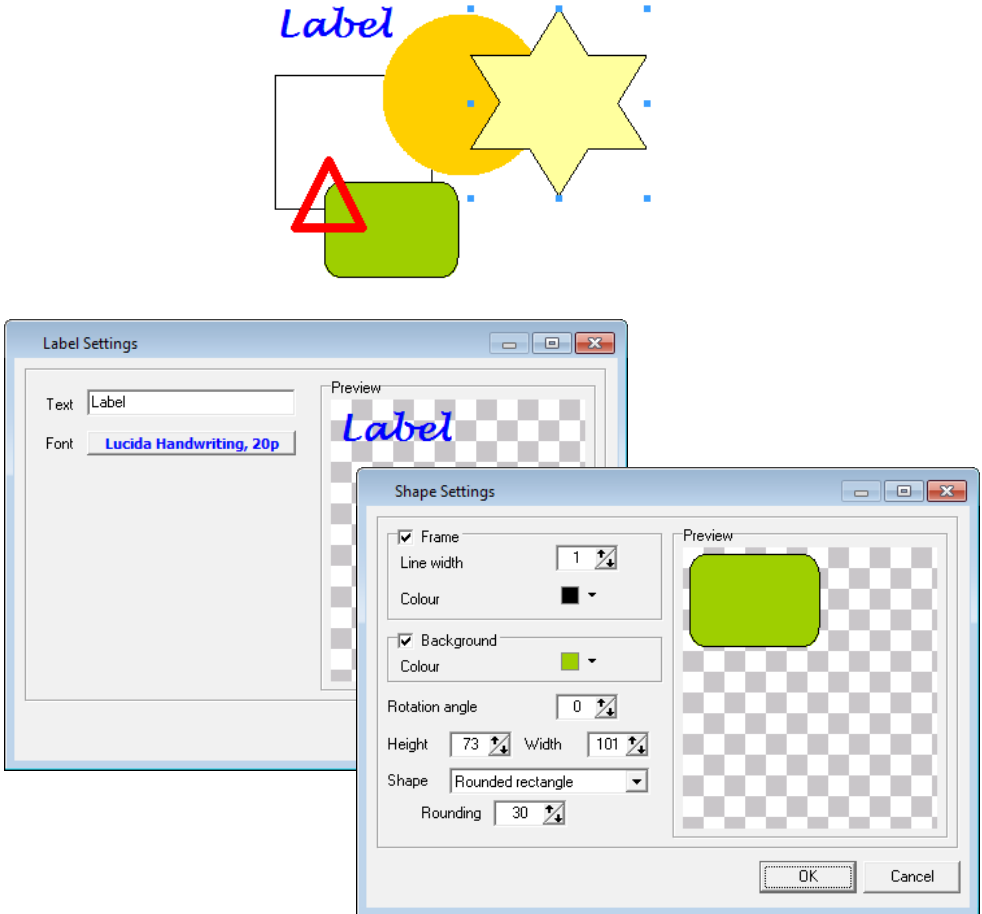 Label
Label Settings
Text Label
Font Lucida Handwriting, 20p
Preview
Label
Shape Settings
Frame
Line width 1
Colour
Background
Colour
Rotation angle 0
Height 73 Width 101
Shape Rounded rectangle
Rounding 30
Preview
OK Cancel